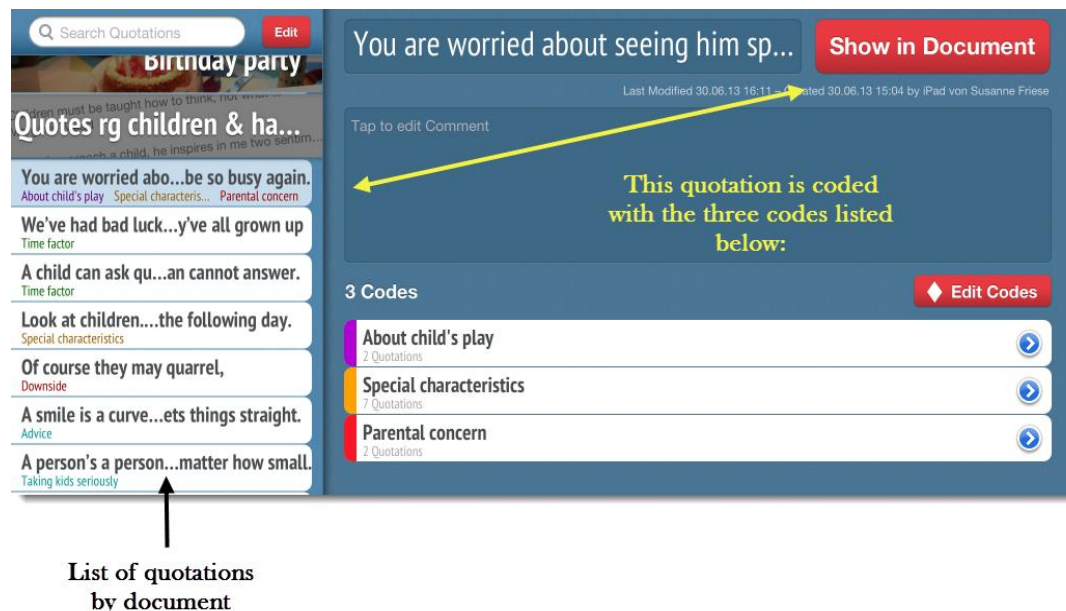 Search Quotations
Edit
Birthday party
Quotes rg children & ha...
You are worried abo...be so busy again.
About child's play Special characteris... Parental concern
We've had bad luck...y've all grown up
Time factor
A child can ask qu...an cannot answer.
Time factor
Look at children....the following day.
Special characteristics
Of course they may quarrel,
Downside
A smile is a curve...ets things straight.
Advice
A person's a person...matter how small.
Taking kids seriously
You are worried about seeing him sp...
Show in Document
Last Modified 30.06.13 16:11 – Created 30.06.13 15:04 by iPad von Susanne Friese
Tap to edit Comment
This quotation is coded
with the three codes listed
below:
3 Codes
Edit Codes
About child's play
2 Quotations
Special characteristics
7 Quotations
Parental concern
2 Quotations
List of quotations
by document